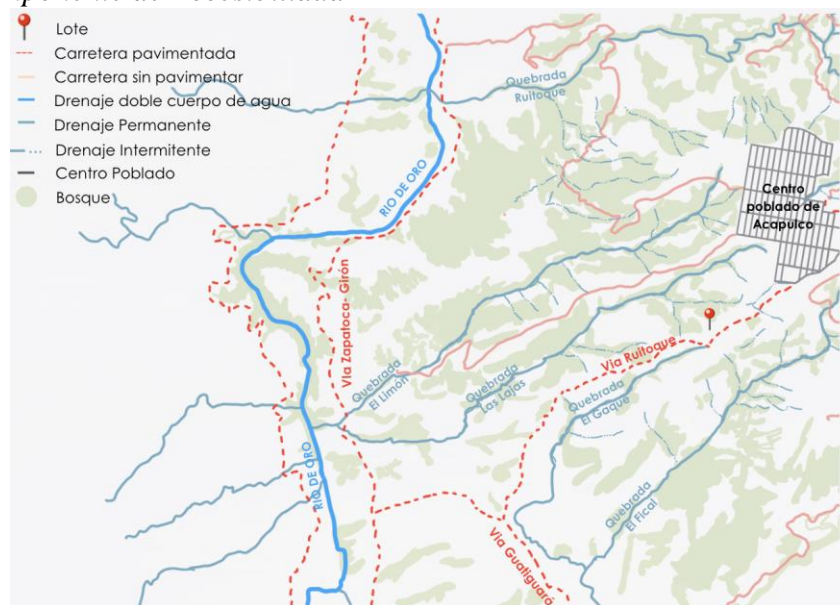 Lote
Carretera pavimentada
Carretera sin pavimentar
Drenaje doble cuerpo de agua
Drenaje Permanente
Drenaje Intermitente
Centro Poblado
Bosque
Quebrada
Ruitoque
RIO DE ORO
Centro
poblado de
Acapulco
VIa Zapatoca- Girón
Vía Ruitoque
Quebrada
El Limón
Quebrada
Las Lajas
Quebrada
El Gaque
RIO DE ORO
Quebrada
El Fical
Vía Gualiguará